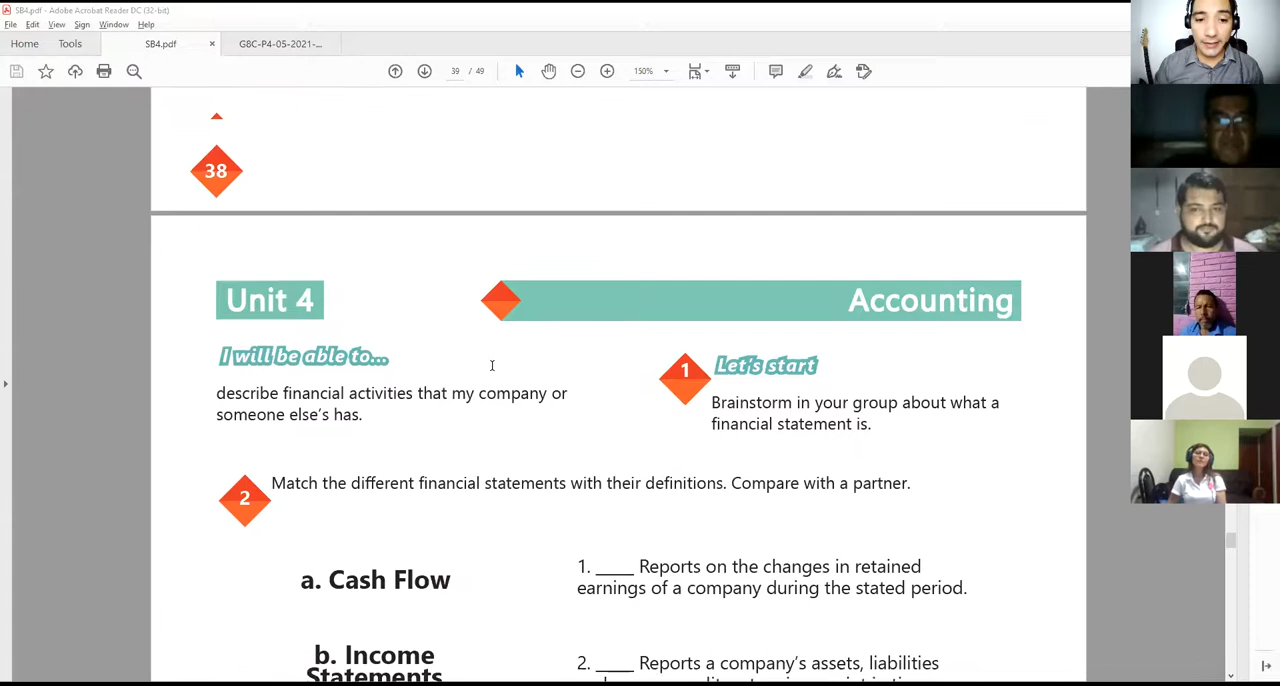 SB4.pdf - Adobe Acrobat Reader DC (32-bit)
File Edit View Sign Window Help
Home Tools SB4.pdf × GBC-P4-05-2021-...
39 / 49 150%
38
Unit 4 Accounting
I will be able to...
describe financial activities that my company or
someone else's has.
1 Let's start
Brainstorm in your group about what a
financial statement is.
2 Match the different financial statements with their definitions. Compare with a partner.
a. Cash Flow
1. ____ Reports on the changes in retained
earnings of a company during the stated period.
b. Income
Statements
2. ____ Reports a company's assets, liabilities